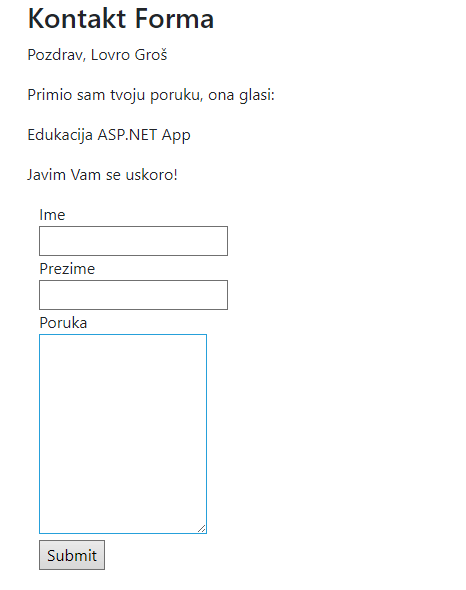 Kontakt Forma
Pozdrav, Lovro Groš
Primio sam tvoju poruku, ona glasi:
Edukacija ASP.NET App
Javim Vam se uskoro!
Ime
Prezime
Poruka
Submit